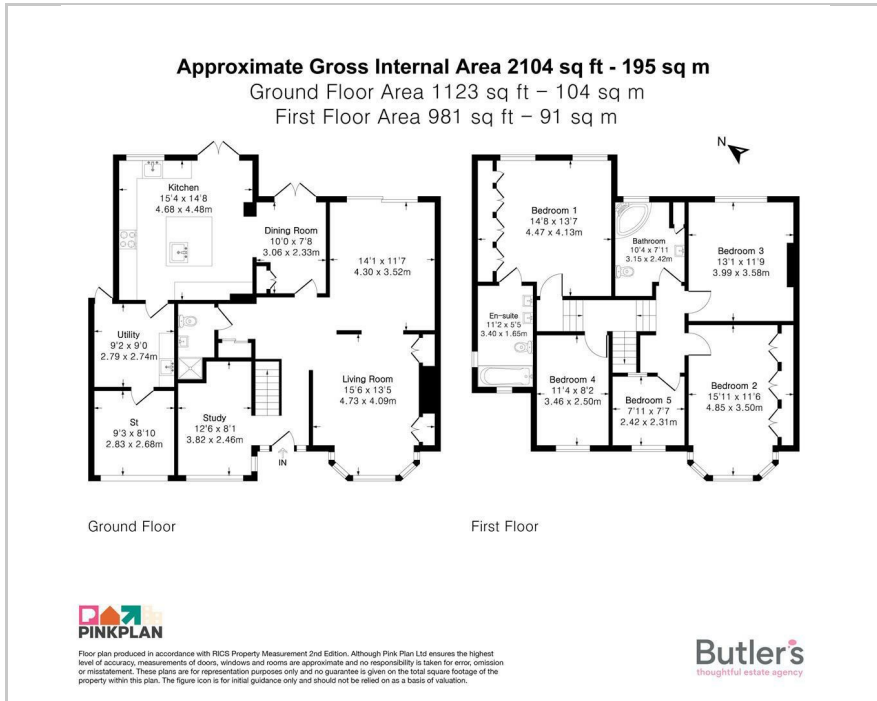 Approximate Gross Internal Area 2104 sq ft - 195 sq m
Ground Floor Area 1123 sq ft – 104 sq m
First Floor Area 981 sq ft – 91 sq m
Kitchen
15'4 x 14'8
4.68 x 4.48m
Dining Room
10'0 x 7'8
3.06 x 2.33m
14'1 x 11'7
4.30 x 3.52m
Utility
9'2 x 9'0
2.79 x 2.74m
Living Room
15'6 x 13'5
4.73 x 4.09m
St
9'3 x 8'10
2.83 x 2.68m
Study
12'6 x 8'1
3.82 x 2.46m
IN
Ground Floor
N
Bedroom 1
14'8 x 13'7
4.47 x 4.13m
Bathroom
10'4 x 7'11
3.15 x 2.42m
Bedroom 3
13'1 x 11'9
3.99 x 3.58m
En-suite
11'2 x 5'5
3.40 x 1.65m
Bedroom 4
11'4 x 8'2
3.46 x 2.50m
Bedroom 5
7'11 x 7'7
2.42 x 2.31m
Bedroom 2
15'11 x 11'6
4.85 x 3.50m
First Floor
PINKPLAN
Floor plan produced in accordance with RICS Property Measurement 2nd Edition. Although Pink Plan Ltd ensures the highest
level of accuracy, measurements of doors, windows and rooms are approximate and no responsibility is taken for error, omission
or misstatement. These plans are for representation purposes only and no guarantee is given on the total square footage of the
property within this plan. The figure icon is for initial guidance only and should not be relied on as a basis of valuation.
Butler's
thoughtful estate agency